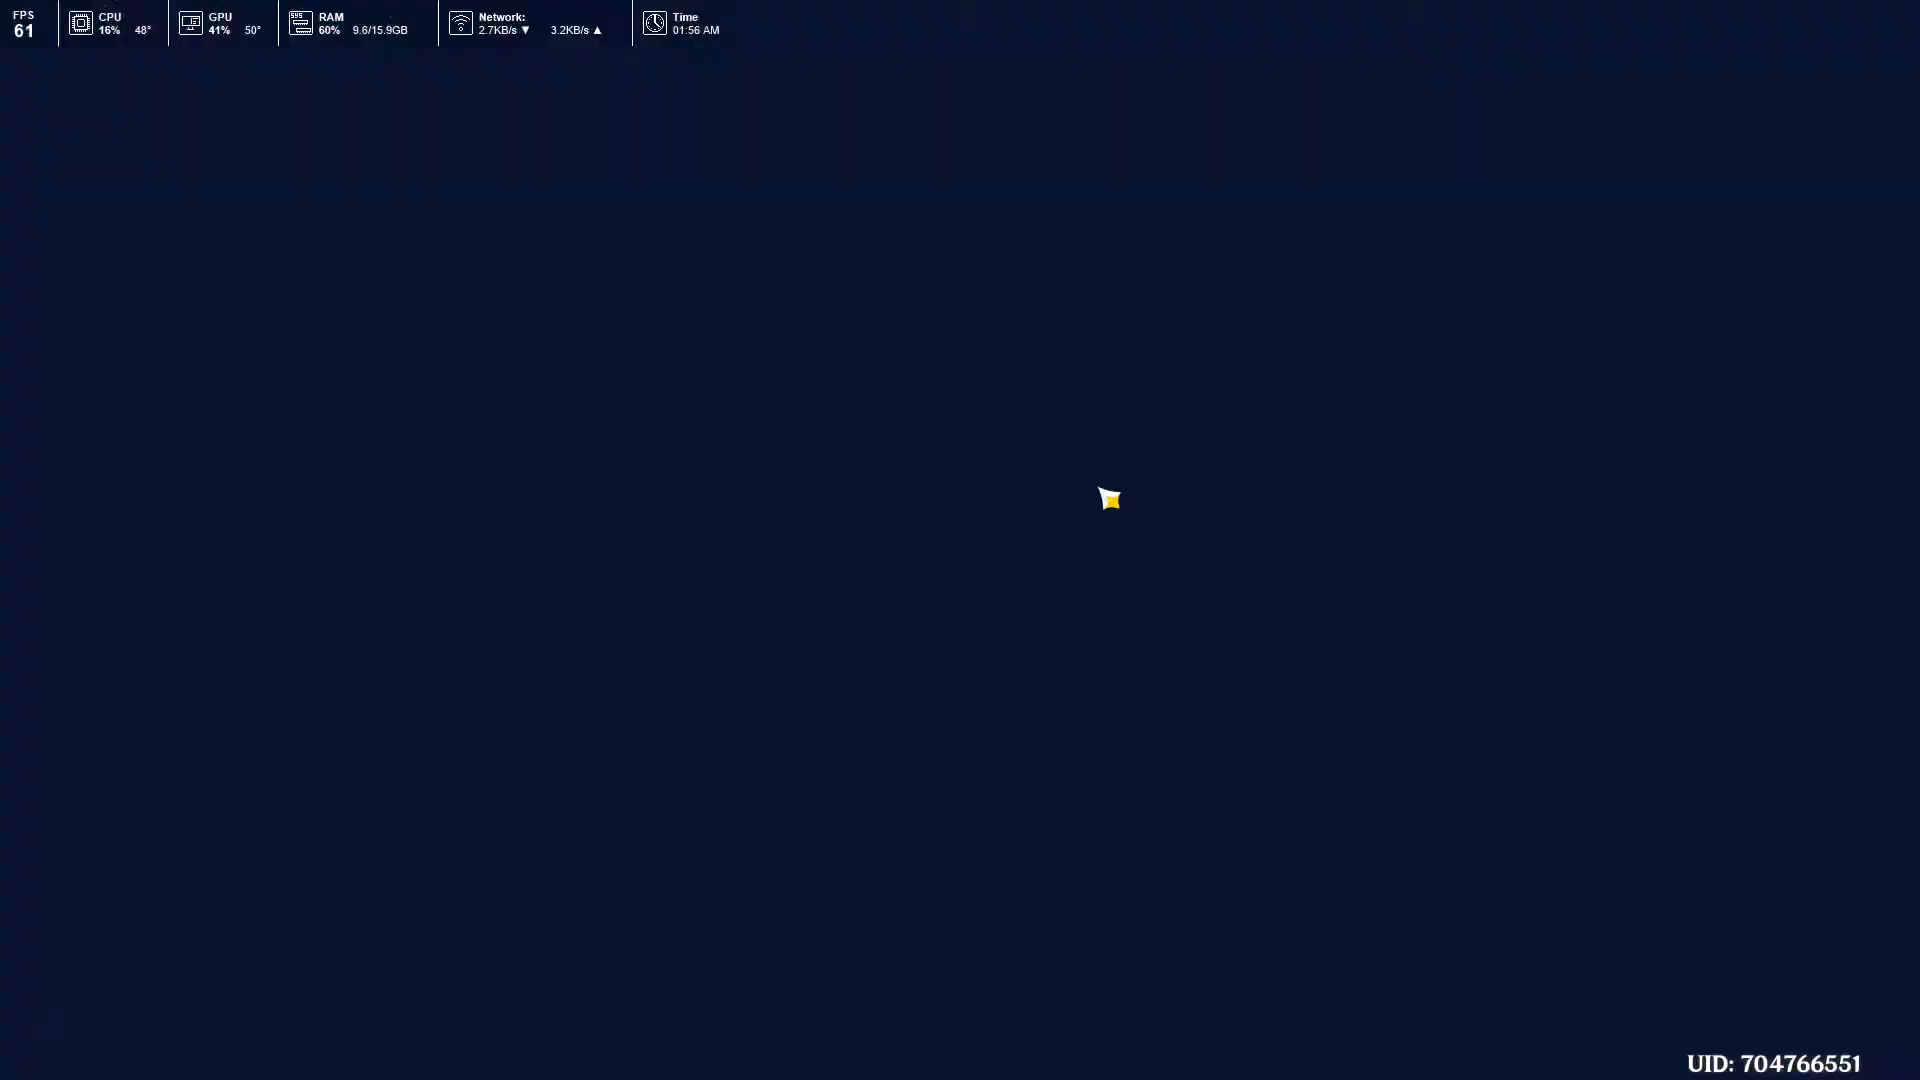 FPS
61
CPU
16% 48°
GPU
41% 50°
RAM
60% 9.6/15.9GB
Network:
2.7KB/s ▼ 3.2KB/s ▲
Time
01:56 AM
UID: 704766551